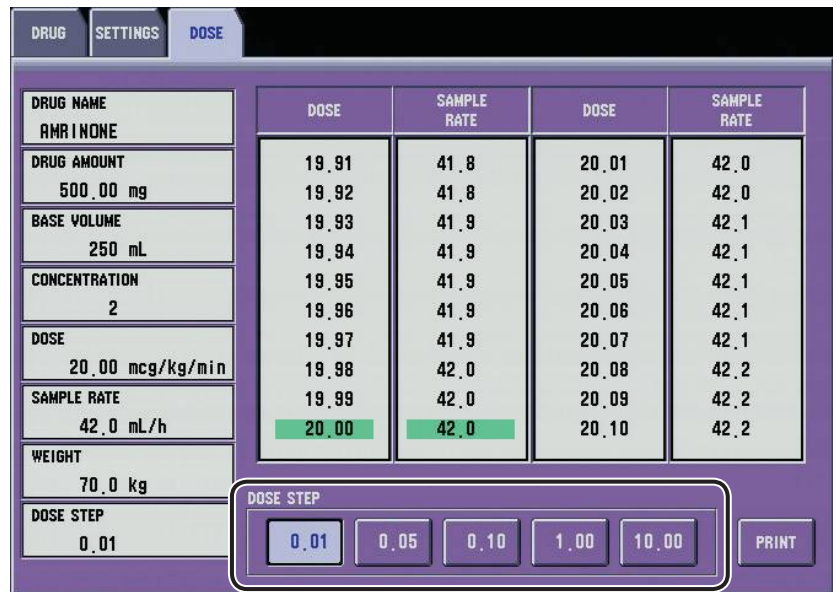 DRUG SETTINGS DOSE
DRUG NAME
AMRINONE
DRUG AMOUNT
500.00 mg
BASE VOLUME
250 mL
CONCENTRATION
2
DOSE
20.00 mcg/kg/min
SAMPLE RATE
42.0 mL/h
WEIGHT
70.0 kg
DOSE STEP
0.01
DOSE SAMPLE RATE DOSE SAMPLE RATE
19.91 41.8 20.01 42.0
19.92 41.8 20.02 42.0
19.93 41.9 20.03 42.1
19.94 41.9 20.04 42.1
19.95 41.9 20.05 42.1
19.96 41.9 20.06 42.1
19.97 41.9 20.07 42.1
19.98 42.0 20.08 42.2
19.99 42.0 20.09 42.2
20.00 42.0 20.10 42.2
DOSE STEP
0.01 0.05 0.10 1.00 10.00 PRINT